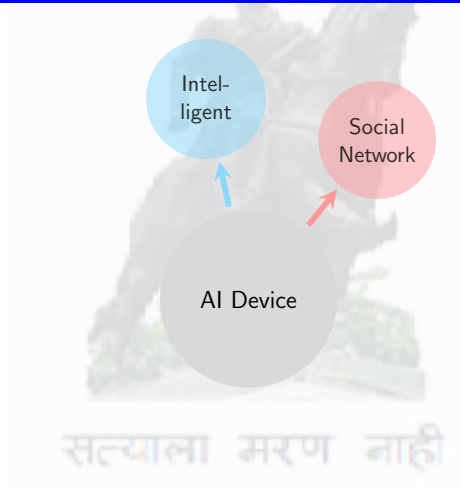 Intel-
ligent
Social
Network
AI Device
सत्याला मरण नाही